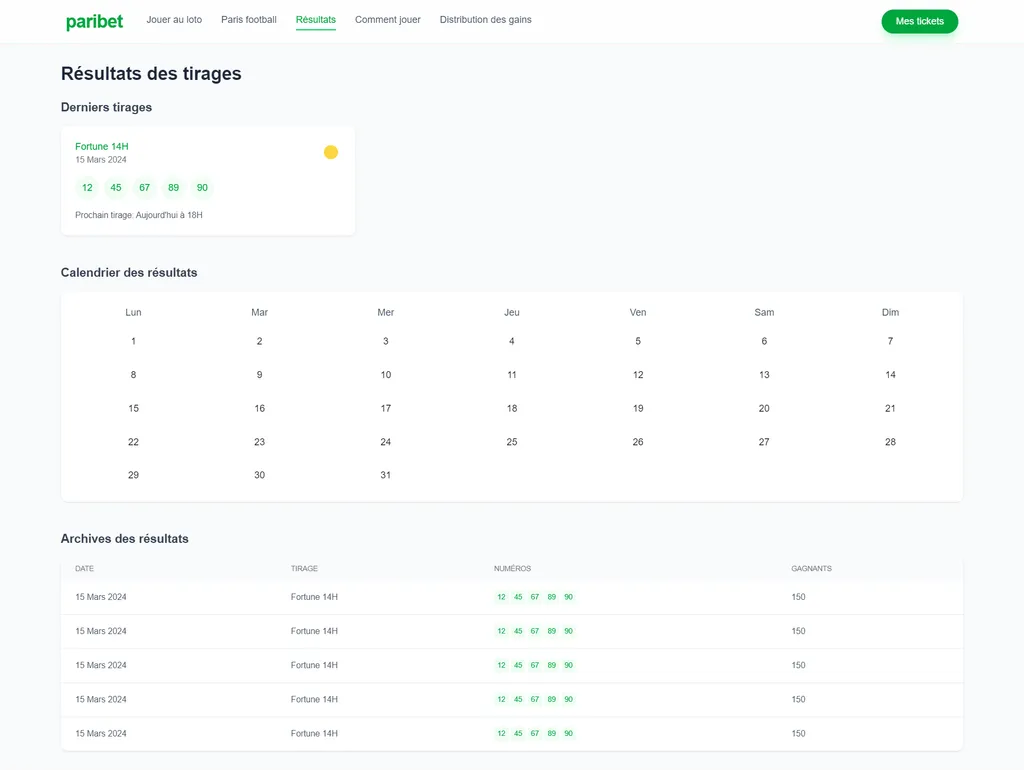 paribet Jouer au loto Paris football Résultats Comment jouer Distribution des gains Mes tickets
Résultats des tirages
Derniers tirages
Fortune 14H
15 Mars 2024
12 45 67 89 90
Prochain tirage: Aujourd'hui à 18H
Calendrier des résultats
Lun Mar Mer Jeu Ven Sam Dim
1 2 3 4 5 6 7
8 9 10 11 12 13 14
15 16 17 18 19 20 21
22 23 24 25 26 27 28
29 30 31
Archives des résultats
DATE TIRAGE NUMÉROS GAGNANTS
15 Mars 2024 Fortune 14H 12 45 67 89 90 150
15 Mars 2024 Fortune 14H 12 45 67 89 90 150
15 Mars 2024 Fortune 14H 12 45 67 89 90 150
15 Mars 2024 Fortune 14H 12 45 67 89 90 150
15 Mars 2024 Fortune 14H 12 45 67 89 90 150